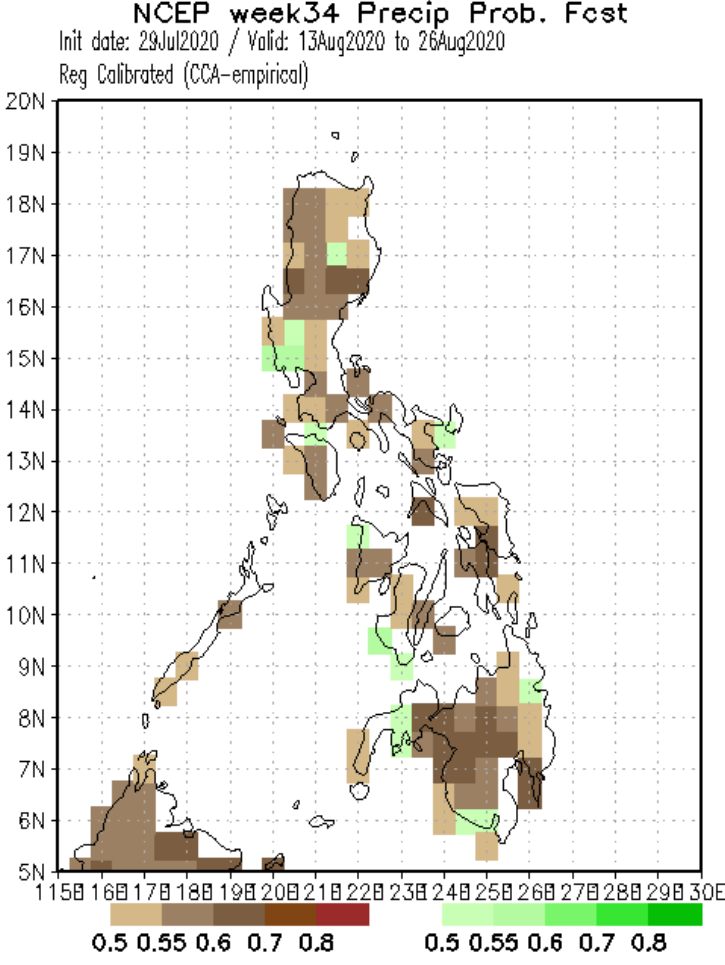 NCEP week34 Precip Prob. Fcst
Init date: 29Jul2020 / Valid: 13Aug2020 to 26Aug2020
Reg Calibrated (CCA-empirical)
20N
19N
18N
17N
16N
15N
14N
13N
12N
11N
10N
9N
8N
7N
6N
5N
115E 116E 117E 118E 119E 120E 121E 122E 123E 124E 125E 126E 127E 128E 129E 130E
0.5 0.55 0.6 0.7 0.8 0.5 0.55 0.6 0.7 0.8